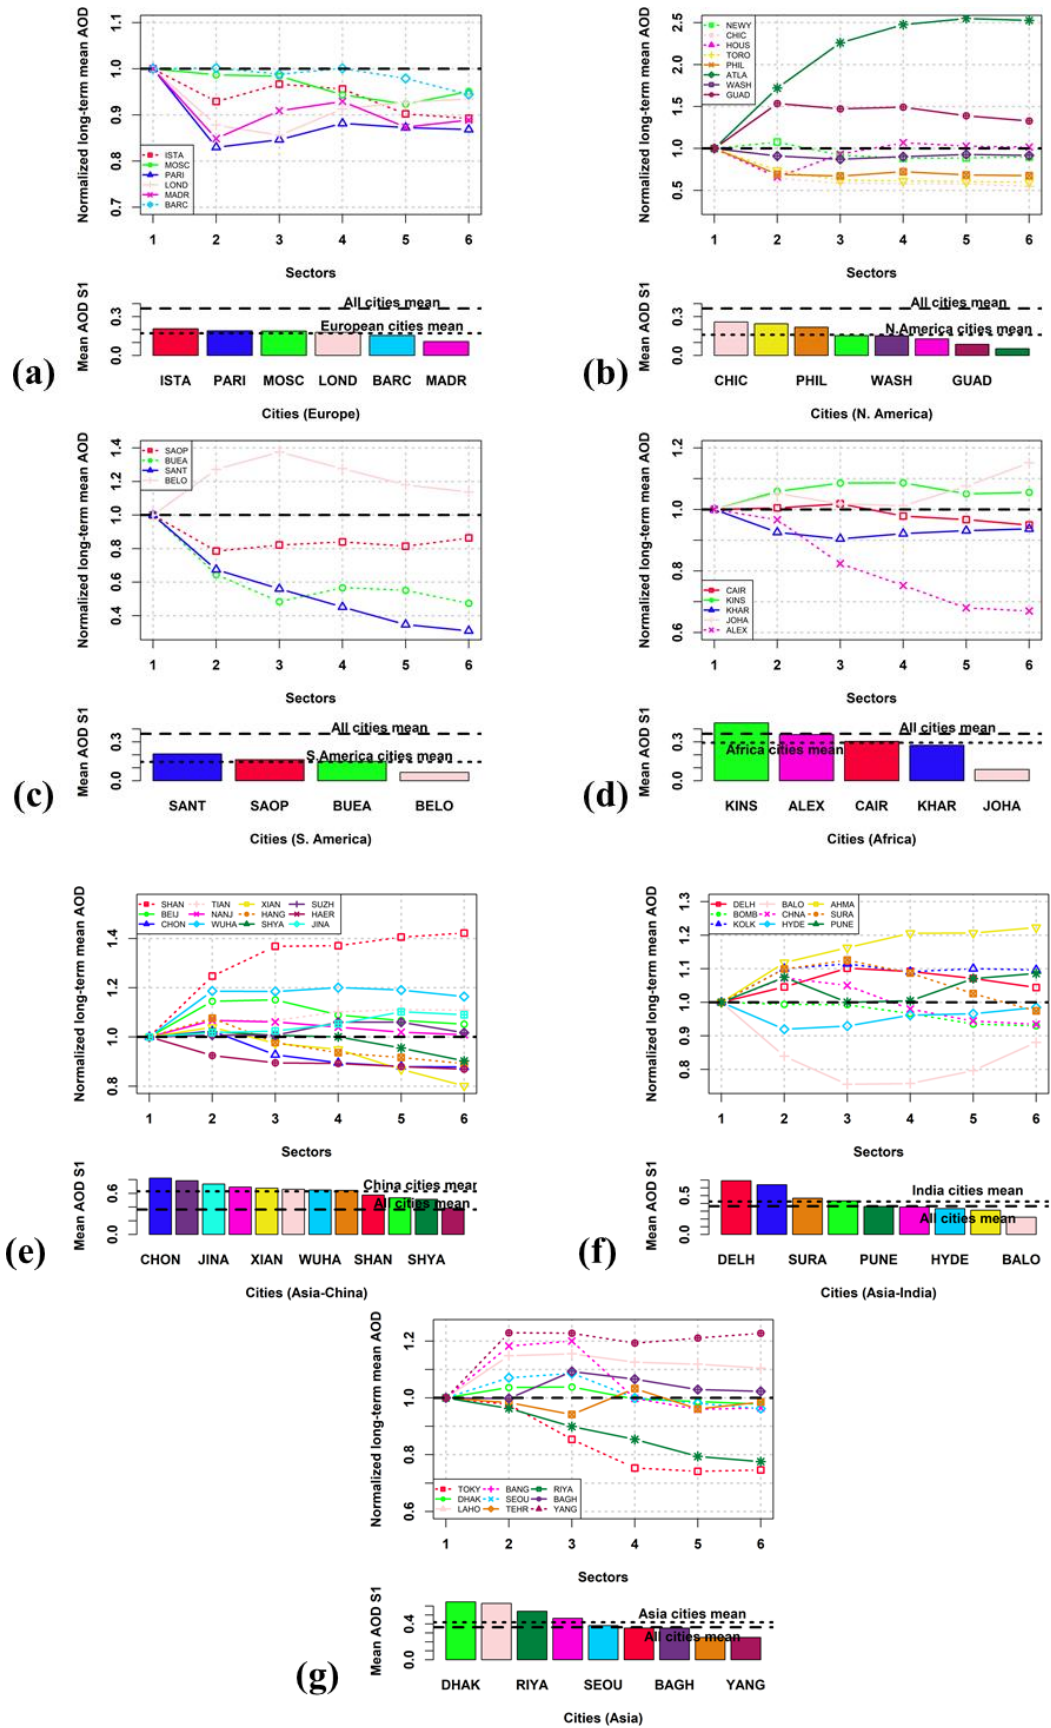 Normalized long-term mean AOD
1.1
1.0
0.9
0.8
0.7
ISTA
MOSC
PARI
LOND
MADR
BARC
1 2 3 4 5 6
Sectors
Mean AOD S1
0.3
0.0
All cities mean
European cities mean
(a)
ISTA PARI MOSC LOND BARC MADR
Cities (Europe)
Normalized long-term mean AOD
2.5
2.0
1.5
1.0
0.5
NEWY
CHIC
HOUS
TORO
PHIL
ATLA
WASH
GUAD
1 2 3 4 5 6
Sectors
Mean AOD S1
0.3
0.0
All cities mean
N.America cities mean
(b)
CHIC PHIL WASH GUAD
Cities (N. America)
Normalized long-term mean AOD
1.4
1.2
1.0
0.8
0.6
0.4
SAOP
BUEA
SANT
BELO
1 2 3 4 5 6
Sectors
Mean AOD S1
0.3
0.0
All cities mean
S.America cities mean
(c)
SANT SAOP BUEA BELO
Cities (S. America)
Normalized long-term mean AOD
1.2
1.0
0.8
0.6
CAIR
KINS
KHAR
JOHA
ALEX
1 2 3 4 5 6
Sectors
Mean AOD S1
0.3
0.0
All cities mean
Africa cities mean
(d)
KINS ALEX CAIR KHAR JOHA
Cities (Africa)
Normalized long-term mean AOD
1.4
1.2
1.0
0.8
SHAN TIAN XIAN SUZH
BEIJ NANJ HANG HAER
CHON WUHA SHYA JINA
1 2 3 4 5 6
Sectors
Mean AOD S1
0.6
0.0
China cities mean
All cities mean
(e)
CHON JINA XIAN WUHA SHAN SHYA
Cities (Asia-China)
Normalized long-term mean AOD
1.3
1.2
1.1
1.0
0.9
0.8
DELH BALO AHMA
BOMB CHNA SURA
KOLK HYDE PUNE
1 2 3 4 5 6
Sectors
Mean AOD S1
0.5
0.0
India cities mean
All cities mean
(f)
DELH SURA PUNE HYDE BALO
Cities (Asia-India)
Normalized long-term mean AOD
1.2
1.0
0.8
0.6
TOKY BANG RIYA
DHAK SEOU BAGH
LAHO TEHR YANG
1 2 3 4 5 6
Sectors
Mean AOD S1
0.4
0.0
Asia cities mean
All cities mean
(g)
DHAK RIYA SEOU BAGH YANG
Cities (Asia)